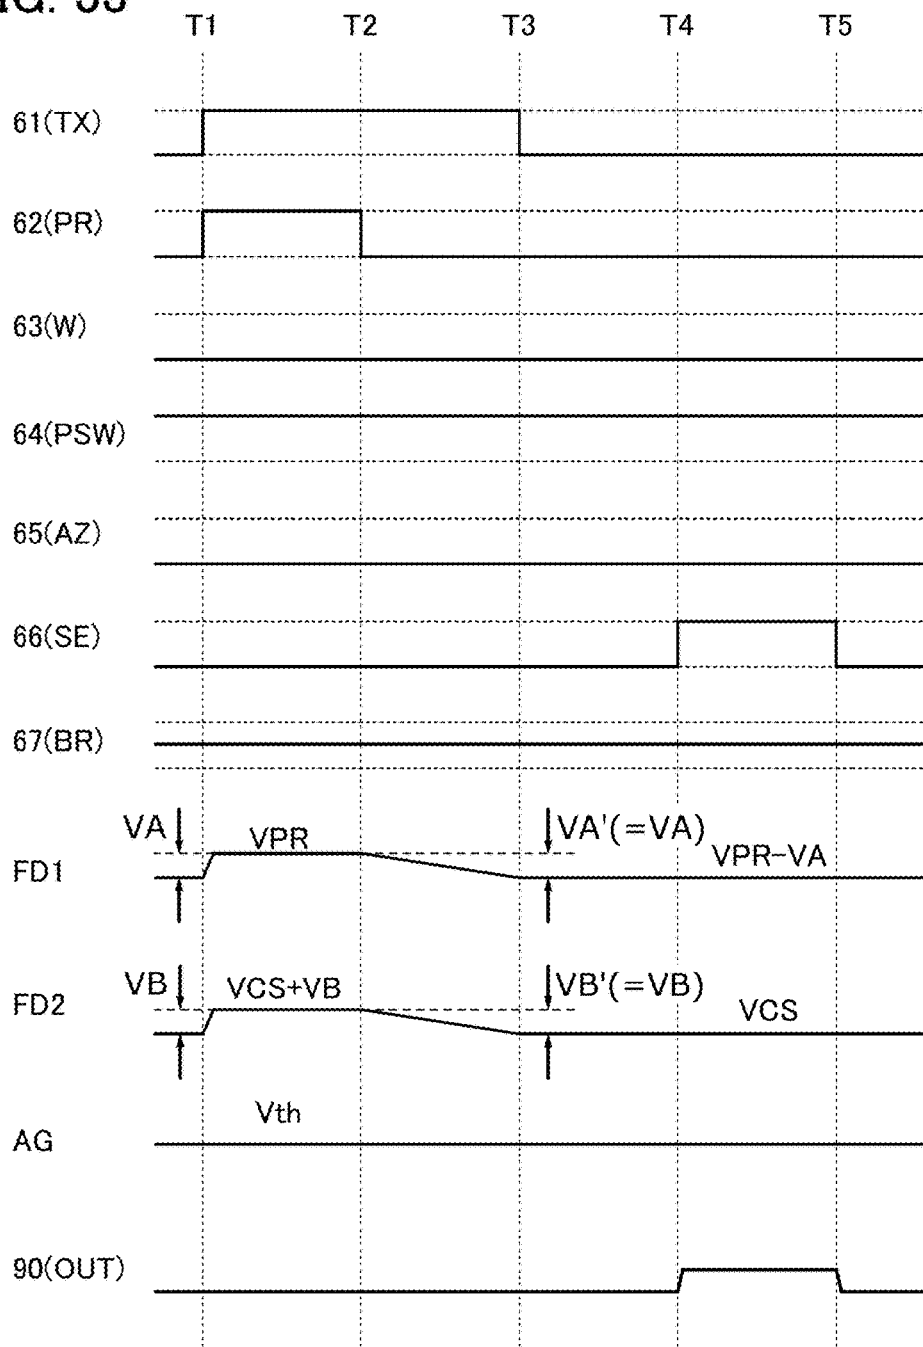 T1 T2 T3 T4 T5
61(TX)
62(PR)
63(W)
64(PSW)
65(AZ)
66(SE)
67(BR)
VA VPR VA'(=VA) VPR-VA
FD1
VB VCS+VB VB'(=VB) VCS
FD2
Vth
AG
90(OUT)